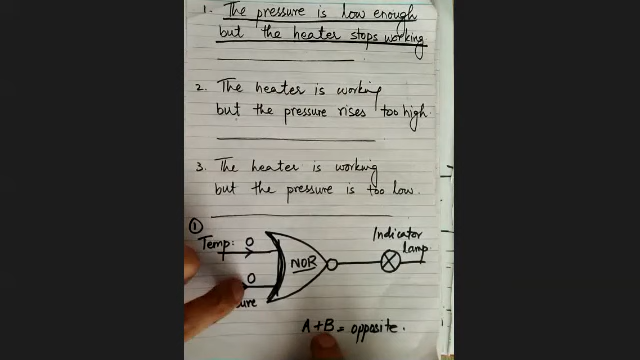 1. The pressure is low enough
but the heater stops working
2. The heater is working
but the pressure rises too high.
3. The heater is working
but the pressure is too low.
1
Temp:
0
NOR
Indicator
lamp
0
A+B = opposite.